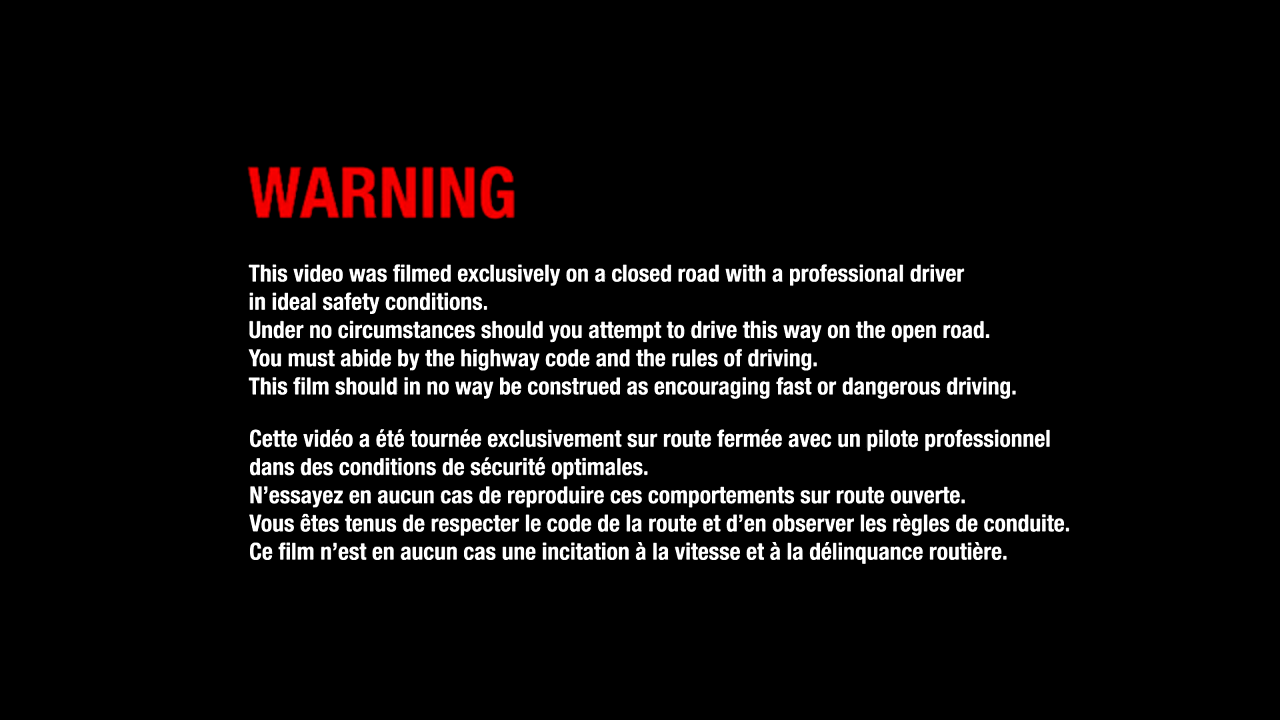 WARNING
This video was filmed exclusively on a closed road with a professional driver
in ideal safety conditions.
Under no circumstances should you attempt to drive this way on the open road.
You must abide by the highway code and the rules of driving.
This film should in no way be construed as encouraging fast or dangerous driving.
Cette vidéo a été tournée exclusivement sur route fermée avec un pilote professionnel
dans des conditions de sécurité optimales.
N’essayez en aucun cas de reproduire ces comportements sur route ouverte.
Vous êtes tenus de respecter le code de la route et d’en observer les règles de conduite.
Ce film n’est en aucun cas une incitation à la vitesse et à la délinquance routière.